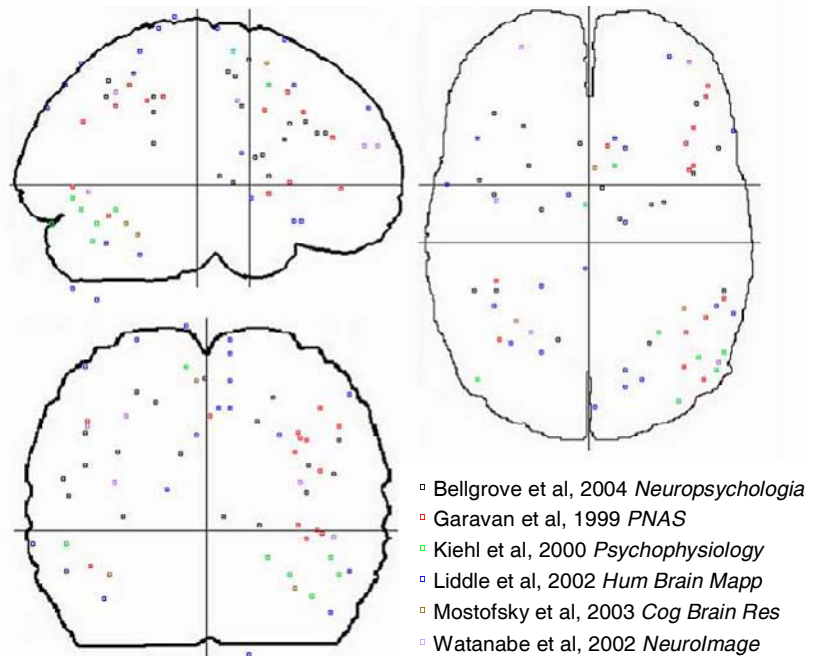 Bellgrove et al, 2004 Neuropsychologia
Garavan et al, 1999 PNAS
Kiehl et al, 2000 Psychophysiology
Liddle et al, 2002 Hum Brain Mapp
Mostofsky et al, 2003 Cog Brain Res
Watanabe et al, 2002 NeuroImage